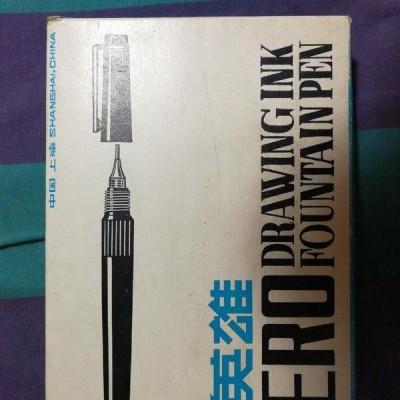 中国 上海 SHANGHAI, CHINA
DRAWING INK
FOUNTAIN PEN
ERO
英雄